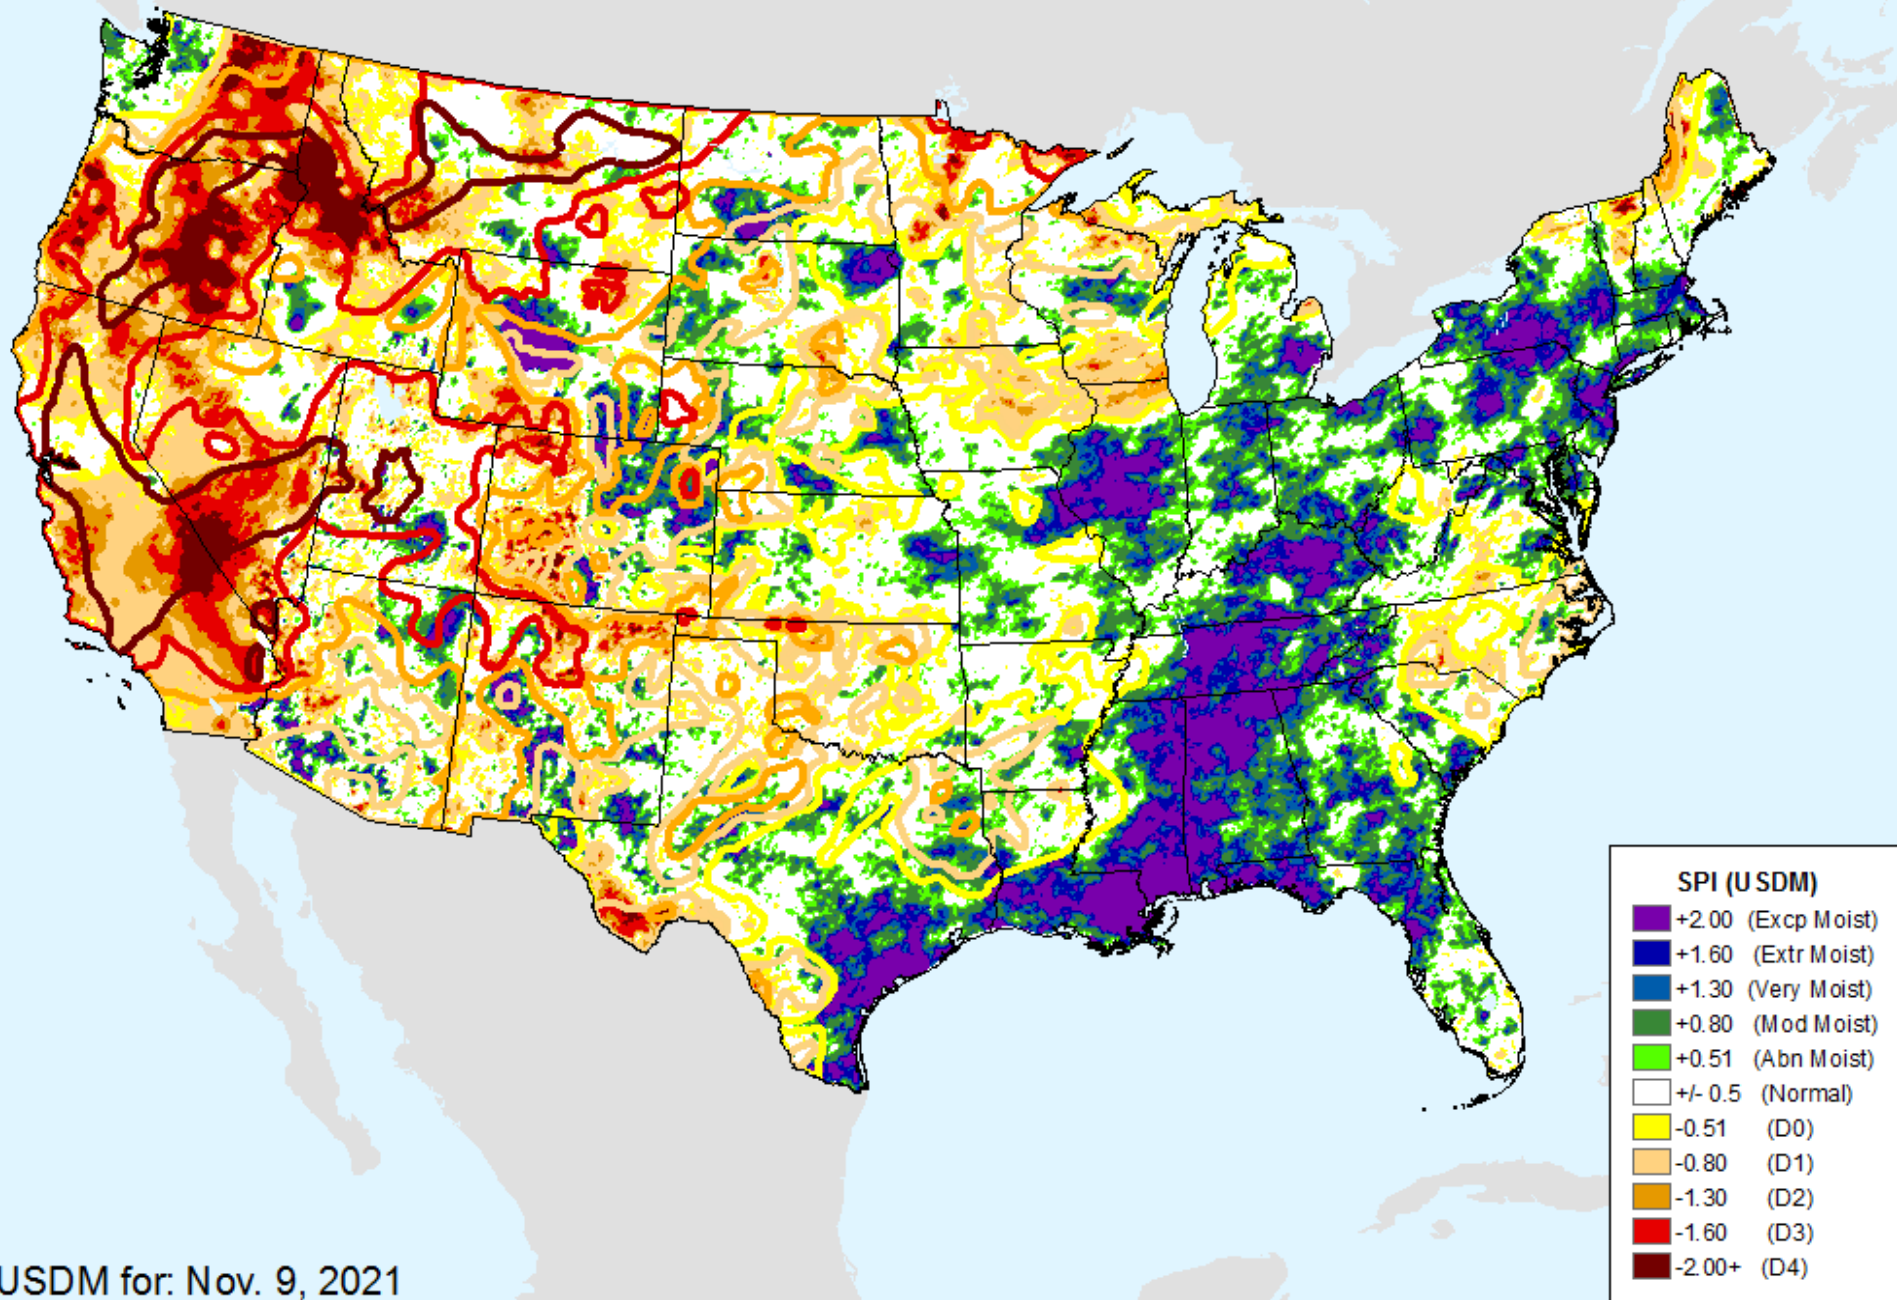 SPI (USDM)
+2.00 (Excp Moist)
+1.60 (Extr Moist)
+1.30 (Very Moist)
+0.80 (Mod Moist)
+0.51 (Abn Moist)
+/- 0.5 (Normal)
-0.51 (D0)
-0.80 (D1)
-1.30 (D2)
-1.60 (D3)
-2.00+ (D4)
USDM for: Nov. 9, 2021